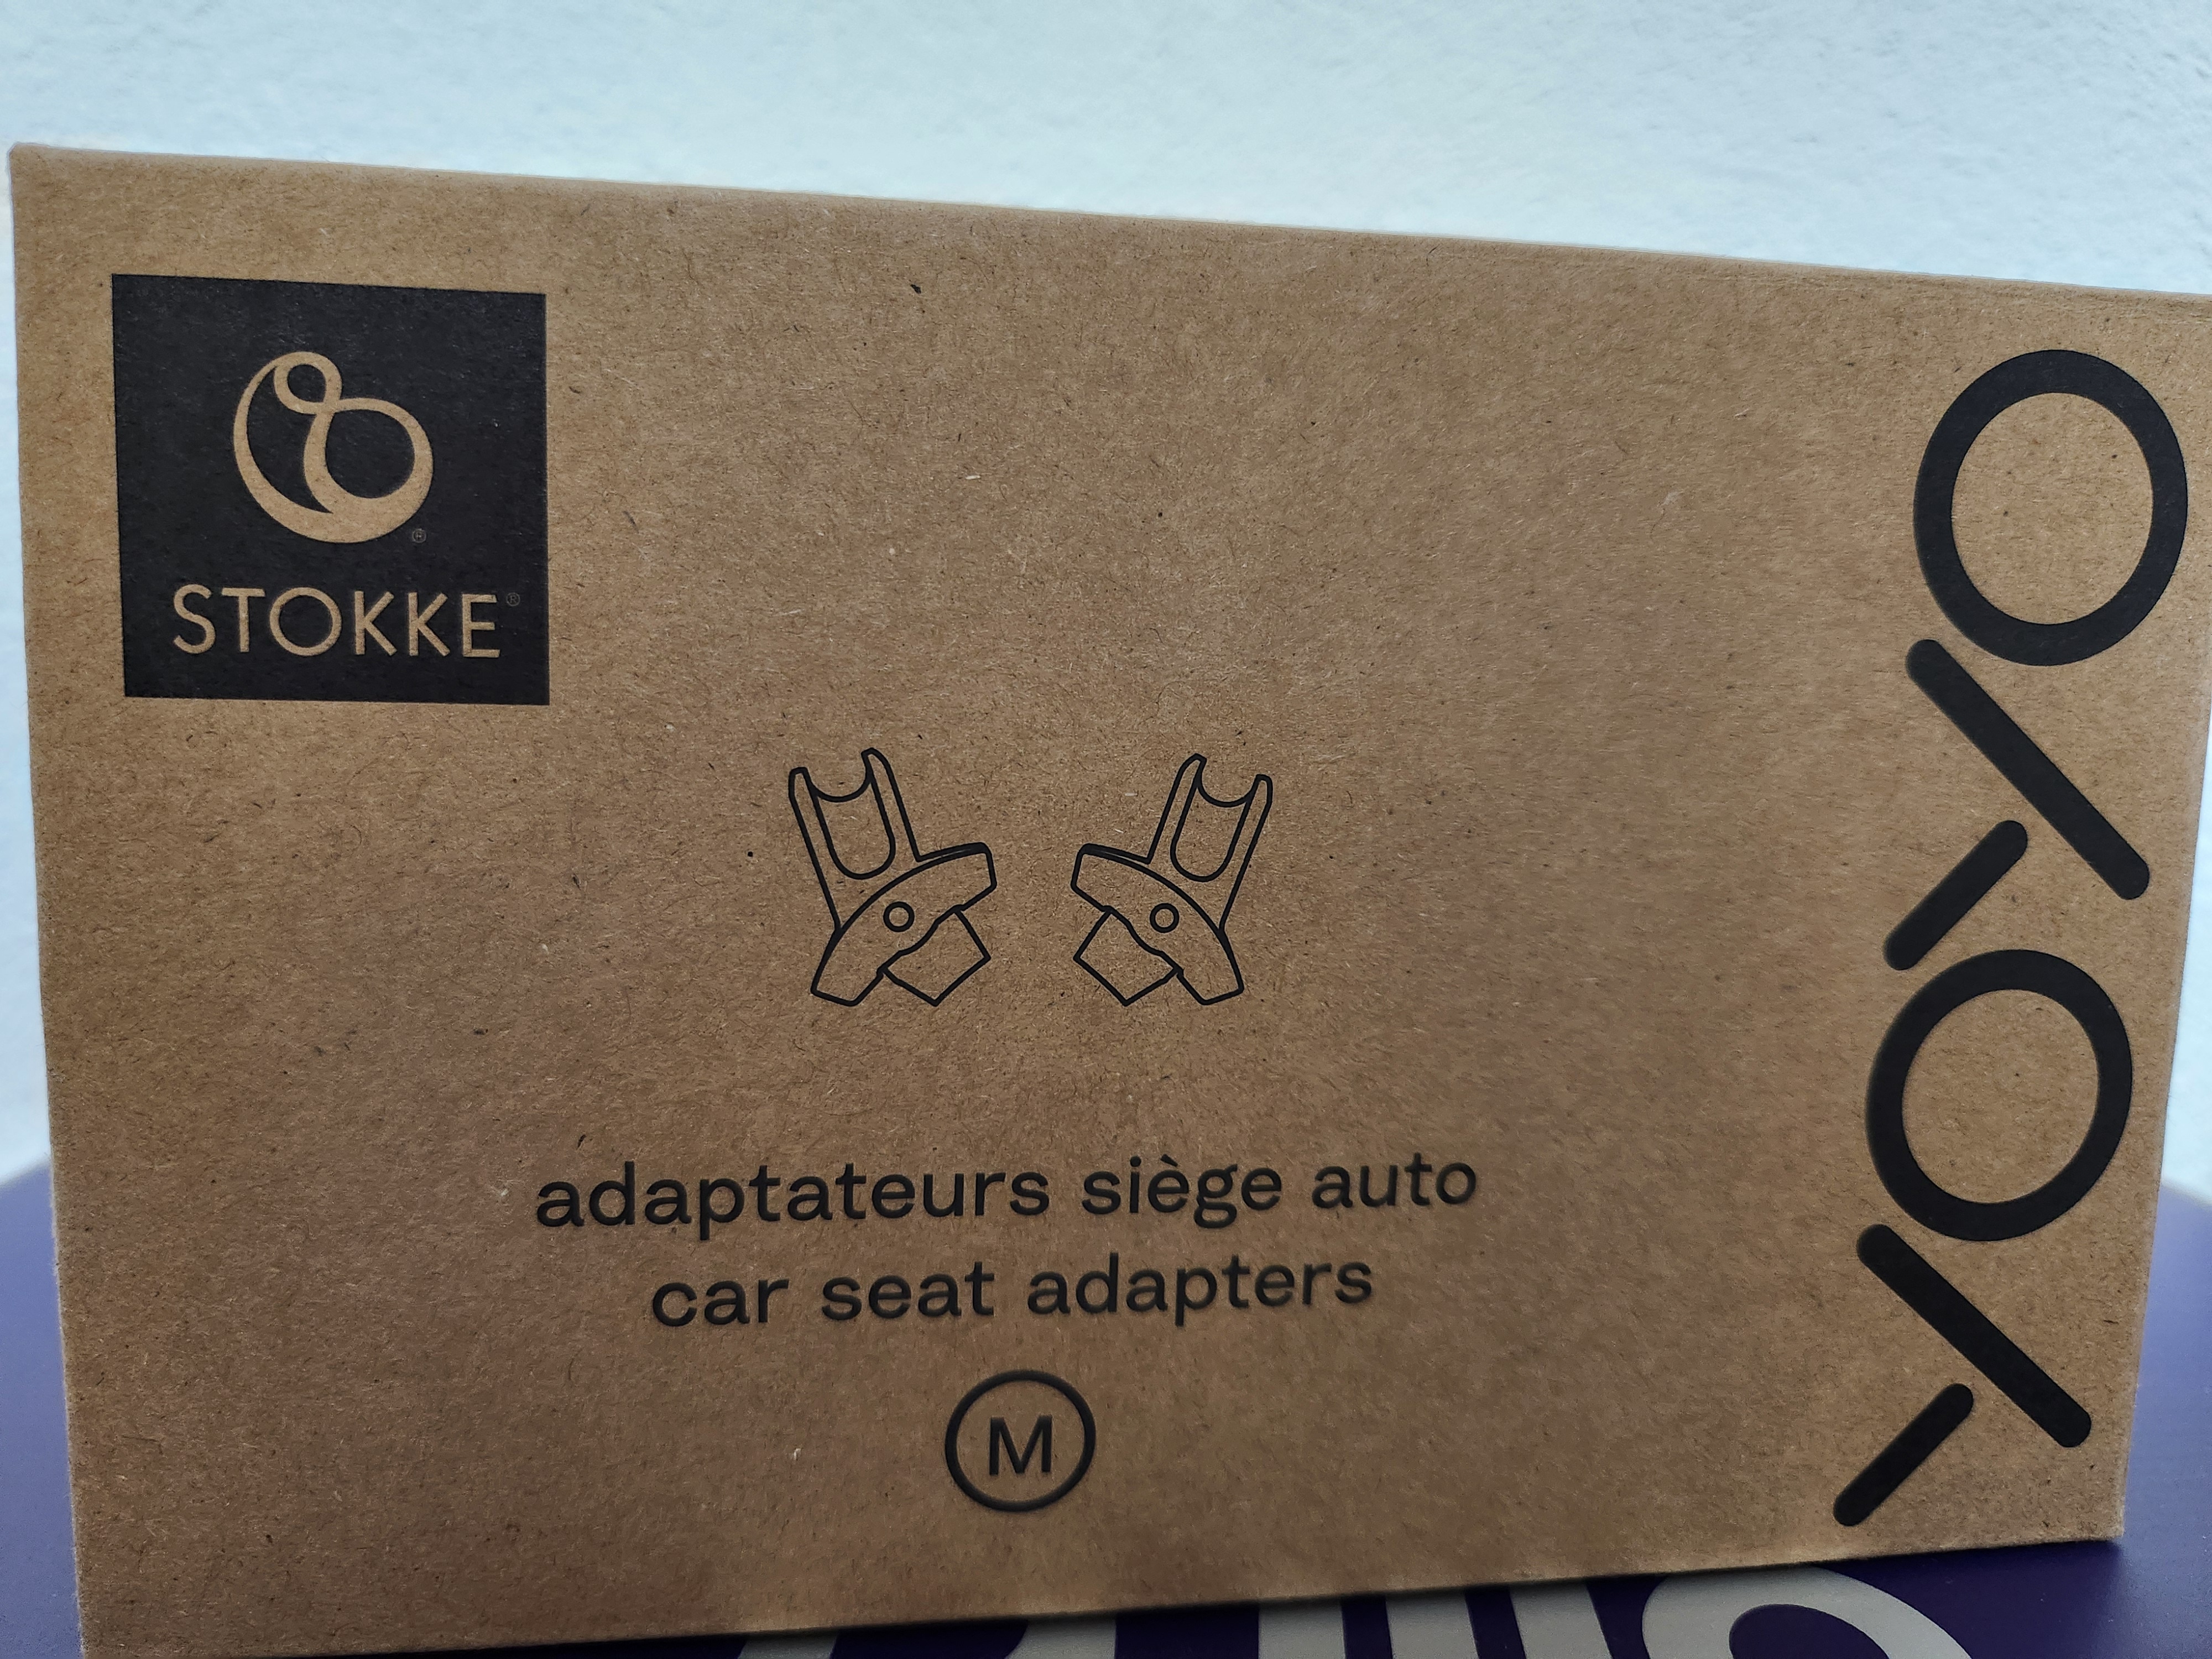 STOKKE®
adaptateurs siège auto
car seat adapters
M
YOYO